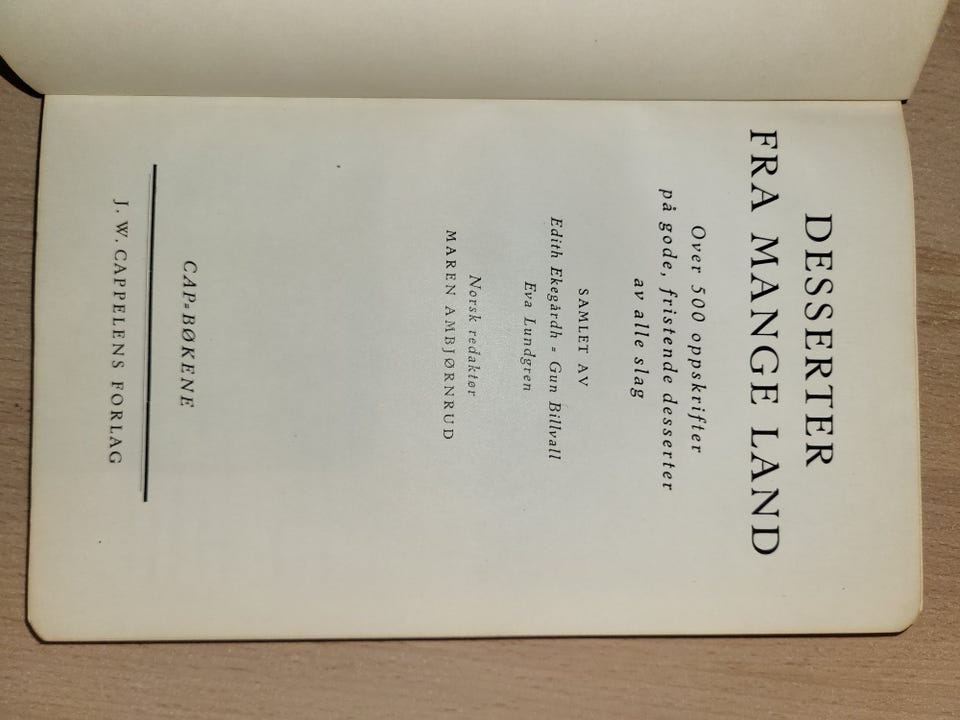 DESSERTER
FRA MANGE LAND
Over 500 oppskrifter
på gode, fristende desserter
av alle slag
SAMLET AV
Edith Ekegårdh = Gun Billvall
Eva Lundgren
Norsk redaktør
MAREN AMBJØRNRUD
CAP=BØKENE
J. W. CAPPELENS FORLAG